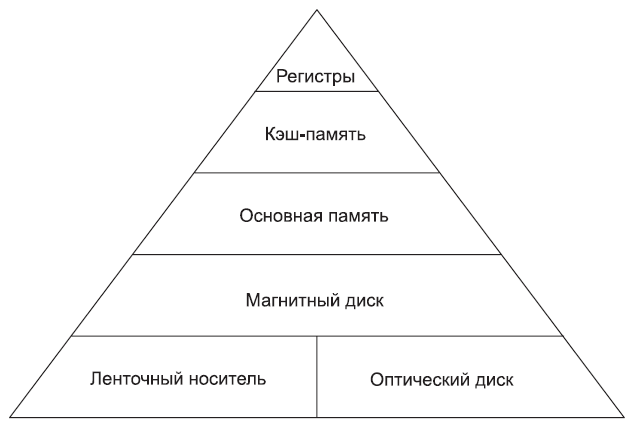 Регистры
Кэш-память
Основная память
Магнитный диск
Ленточный носитель
Оптический диск